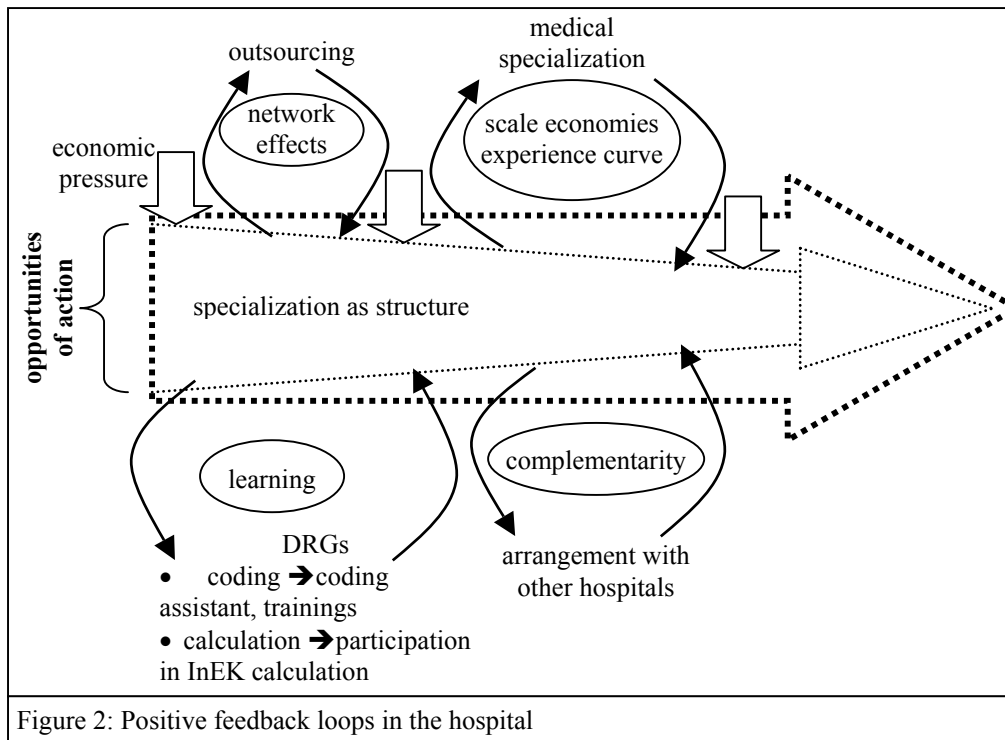 outsourcing
network
effects
medical
specialization
scale economies
experience curve
economic
pressure
opportunities
of action
specialization as structure
learning
complementarity
DRGs
• coding ➔coding
assistant, trainings
• calculation ➔participation
in InEK calculation
arrangement with
other hospitals
Figure 2: Positive feedback loops in the hospital